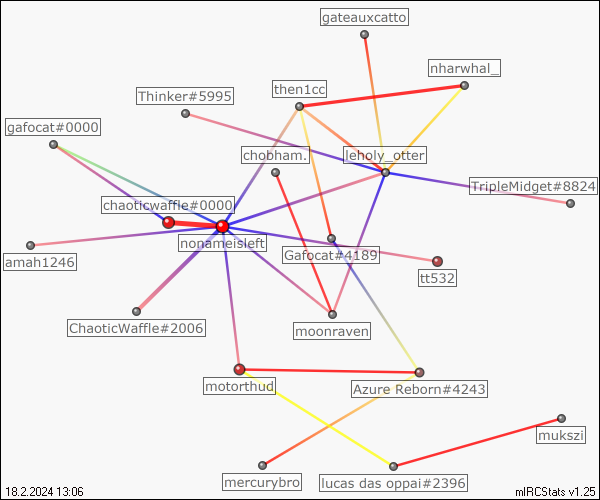 gateauxcatto
nharwhal_
then1cc
Thinker#5995
gafocat#0000
chobham.
leholy_otter
TripleMidget#8824
chaoticwaffle#0000
nonameisleft
Gafocat#4189
amah1246
tt532
ChaoticWaffle#2006
moonraven
motorthud
Azure Reborn#4243
mukszi
mercurybro
lucas das oppai#2396
18.2.2024 13:06
mIRCStats v1.25